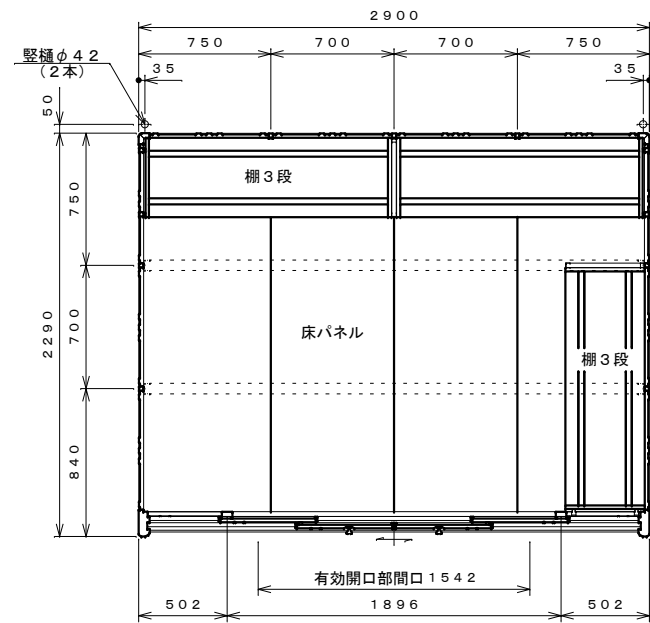 ２９００
７５０ ７００ ７００ ７５０
竪樋φ４２
（２本）
３５ ３５
５０
棚３段
７５０
７００
２２９０
８４０
床パネル
棚３段
有効開口部間口１５４２
５０２ １８９６ ５０２